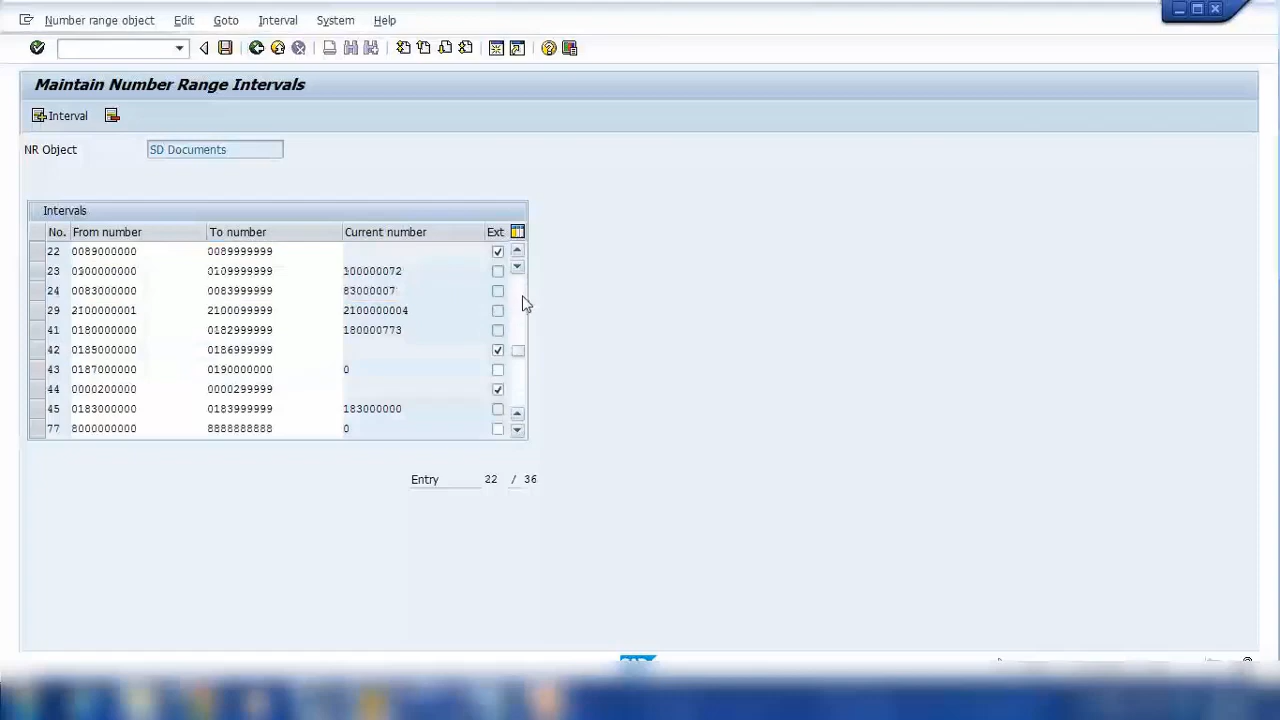 Number range object Edit Goto Interval System Help
Maintain Number Range Intervals
Interval
NR Object SD Documents
Intervals
No. From number To number Current number Ext
22 0089000000 0089999999
23 0100000000 0109999999 100000072
24 0083000000 0083999999 83000007
29 2100000001 2100099999 2100000004
41 0180000000 0182999999 180000773
42 0185000000 0186999999
43 0187000000 0190000000 0
44 0000200000 0000299999
45 0183000000 0183999999 183000000
77 8000000000 8888888888 0
Entry 22 / 36